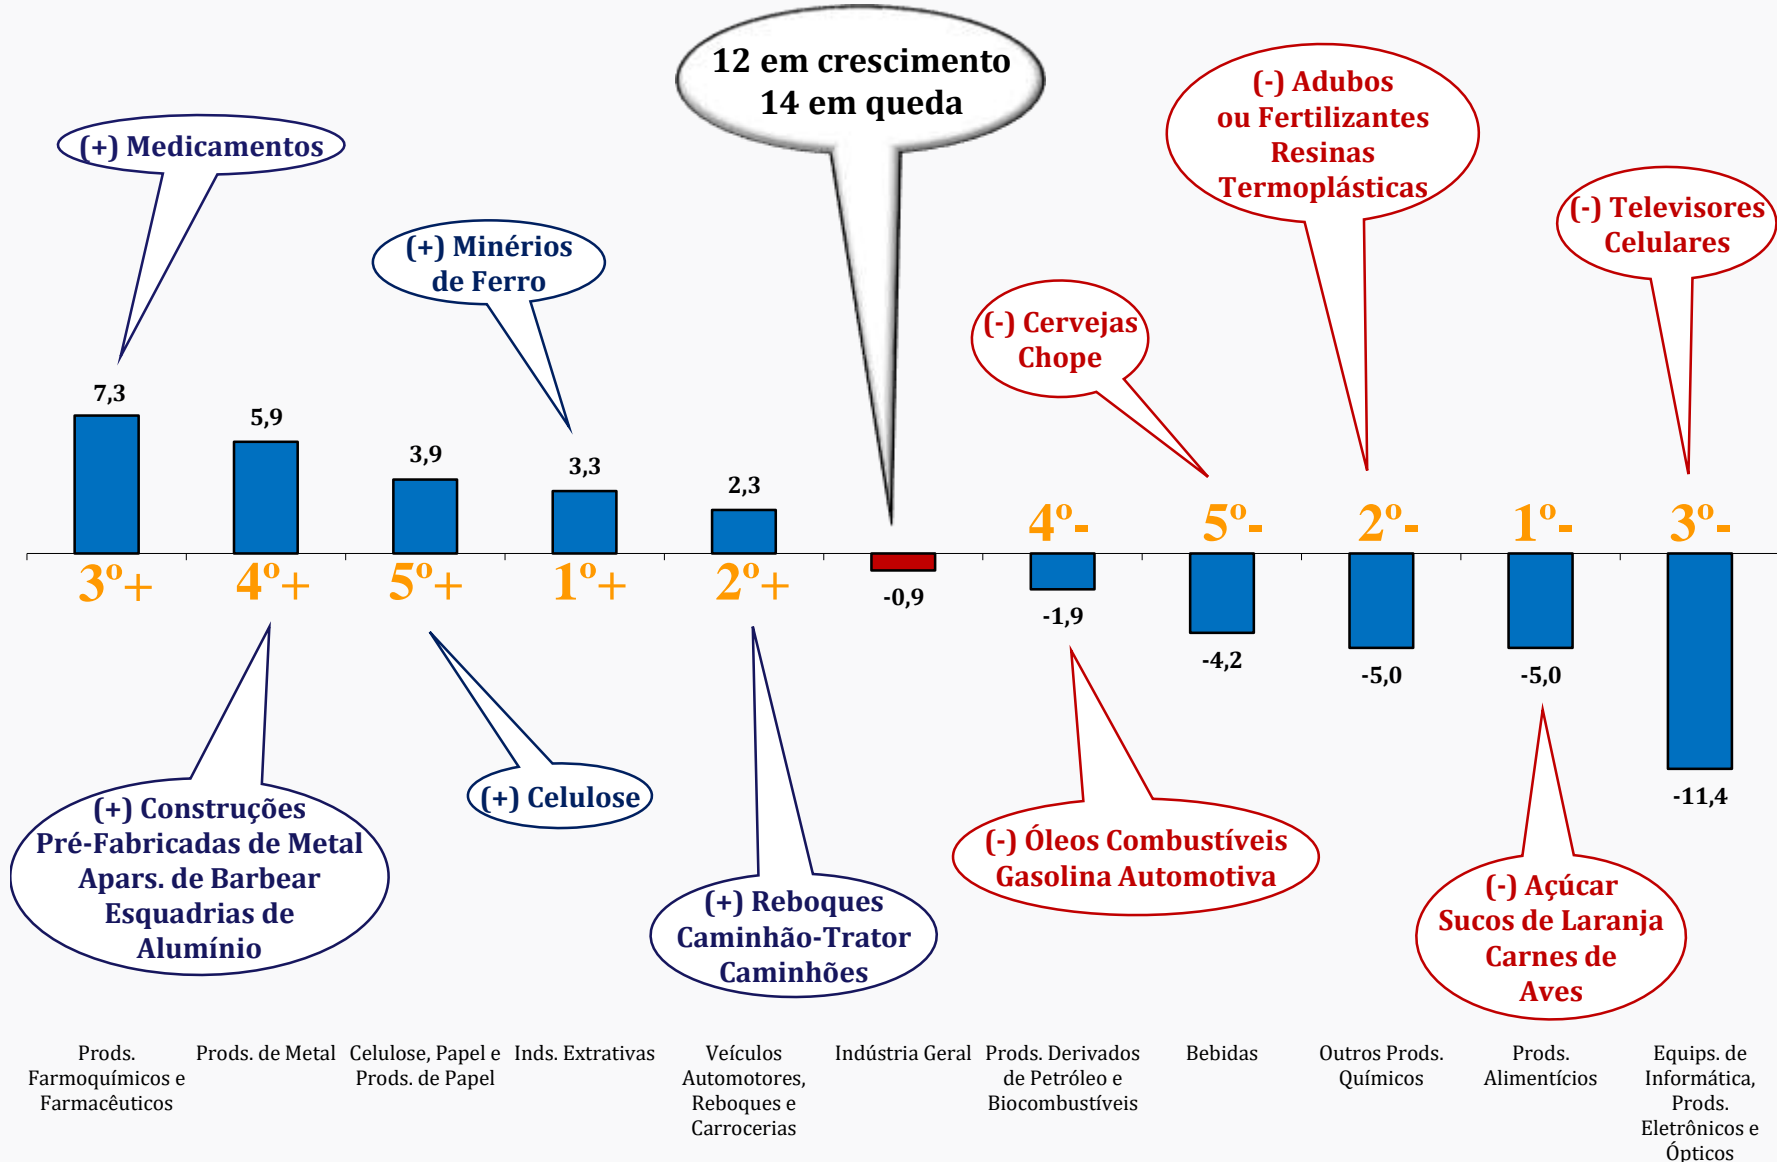 12 em crescimento
14 em queda
(+) Medicamentos
(+) Minérios
de Ferro
(-) Cervejas
Chope
(-) Adubos
ou Fertilizantes
Resinas
Termoplásticas
(-) Televisores
Celulares
7,3
5,9
3,9
3,3
2,3
4º-
5º-
2º-
1º-
3º-
3º+
4º+
5º+
1º+
2º+
-0,9
-1,9
-4,2
-5,0
-5,0
-11,4
(+) Construções
Pré-Fabricadas de Metal
Apars. de Barbear
Esquadrias de
Alumínio
(+) Celulose
(+) Reboques
Caminhão-Trator
Caminhões
(-) Óleos Combustíveis
Gasolina Automotiva
(-) Açúcar
Sucos de Laranja
Carnes de
Aves
Prods.
Farmoquímicos e
Farmacêuticos
Prods. de Metal
Celulose, Papel e
Prods. de Papel
Inds. Extrativas
Veículos
Automotores,
Reboques e
Carrocerias
Indústria Geral
Prods. Derivados
de Petróleo e
Biocombustíveis
Bebidas
Outros Prods.
Químicos
Prods.
Alimentícios
Equips. de
Informática,
Prods.
Eletrônicos e
Ópticos